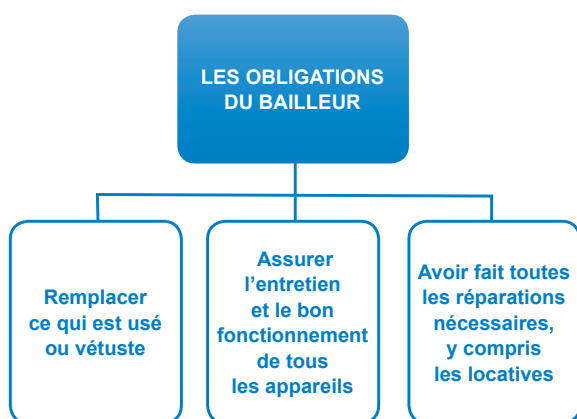 LES OBLIGATIONS
DU BAILLEUR
Remplacer
ce qui est usé
ou vétuste
Assurer
l’entretien
et le bon
fonctionnement
de tous
les appareils
Avoir fait toutes
les réparations
nécessaires,
y compris
les locatives